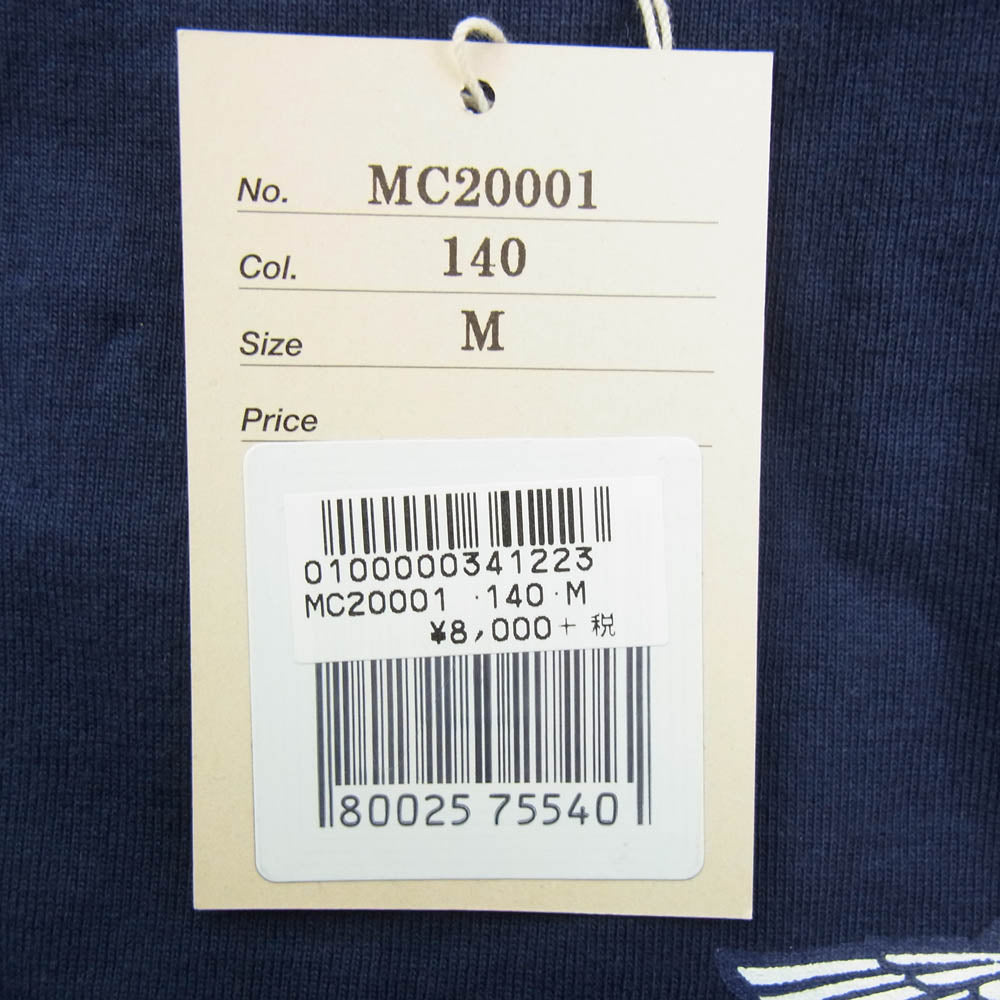 No. MC20001
Col. 140
Size M
Price
0100000341223
MC20001 ·140·M
¥8,000+ 税
80025 75540